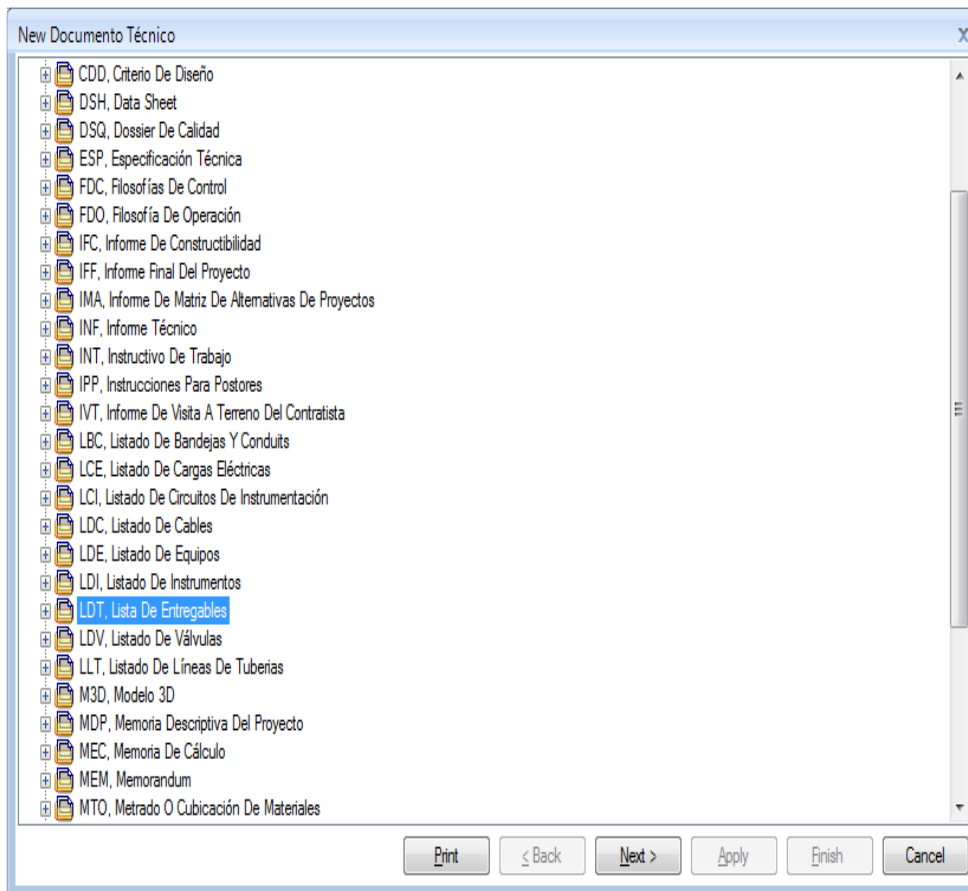 New Documento Técnico
CDD, Criterio De Diseño
DSH, Data Sheet
DSQ, Dossier De Calidad
ESP, Especificación Técnica
FDC, Filosofías De Control
FDO, Filosofía De Operación
IFC, Informe De Constructibilidad
IFF, Informe Final Del Proyecto
IMA, Informe De Matriz De Alternativas De Proyectos
INF, Informe Técnico
INT, Instructivo De Trabajo
IPP, Instrucciones Para Postores
IVT, Informe De Visita A Terreno Del Contratista
LBC, Listado De Bandejas Y Conduits
LCE, Listado De Cargas Eléctricas
LCI, Listado De Circuitos De Instrumentación
LDC, Listado De Cables
LDE, Listado De Equipos
LDI, Listado De Instrumentos
LDT, Lista De Entregables
LDV, Listado De Válvulas
LLT, Listado De Líneas De Tuberias
M3D, Modelo 3D
MDP, Memoria Descriptiva Del Proyecto
MEC, Memoria De Cálculo
MEM, Memorandum
MTO, Metrado O Cubicación De Materiales
Print < Back Next > Apply Finish Cancel